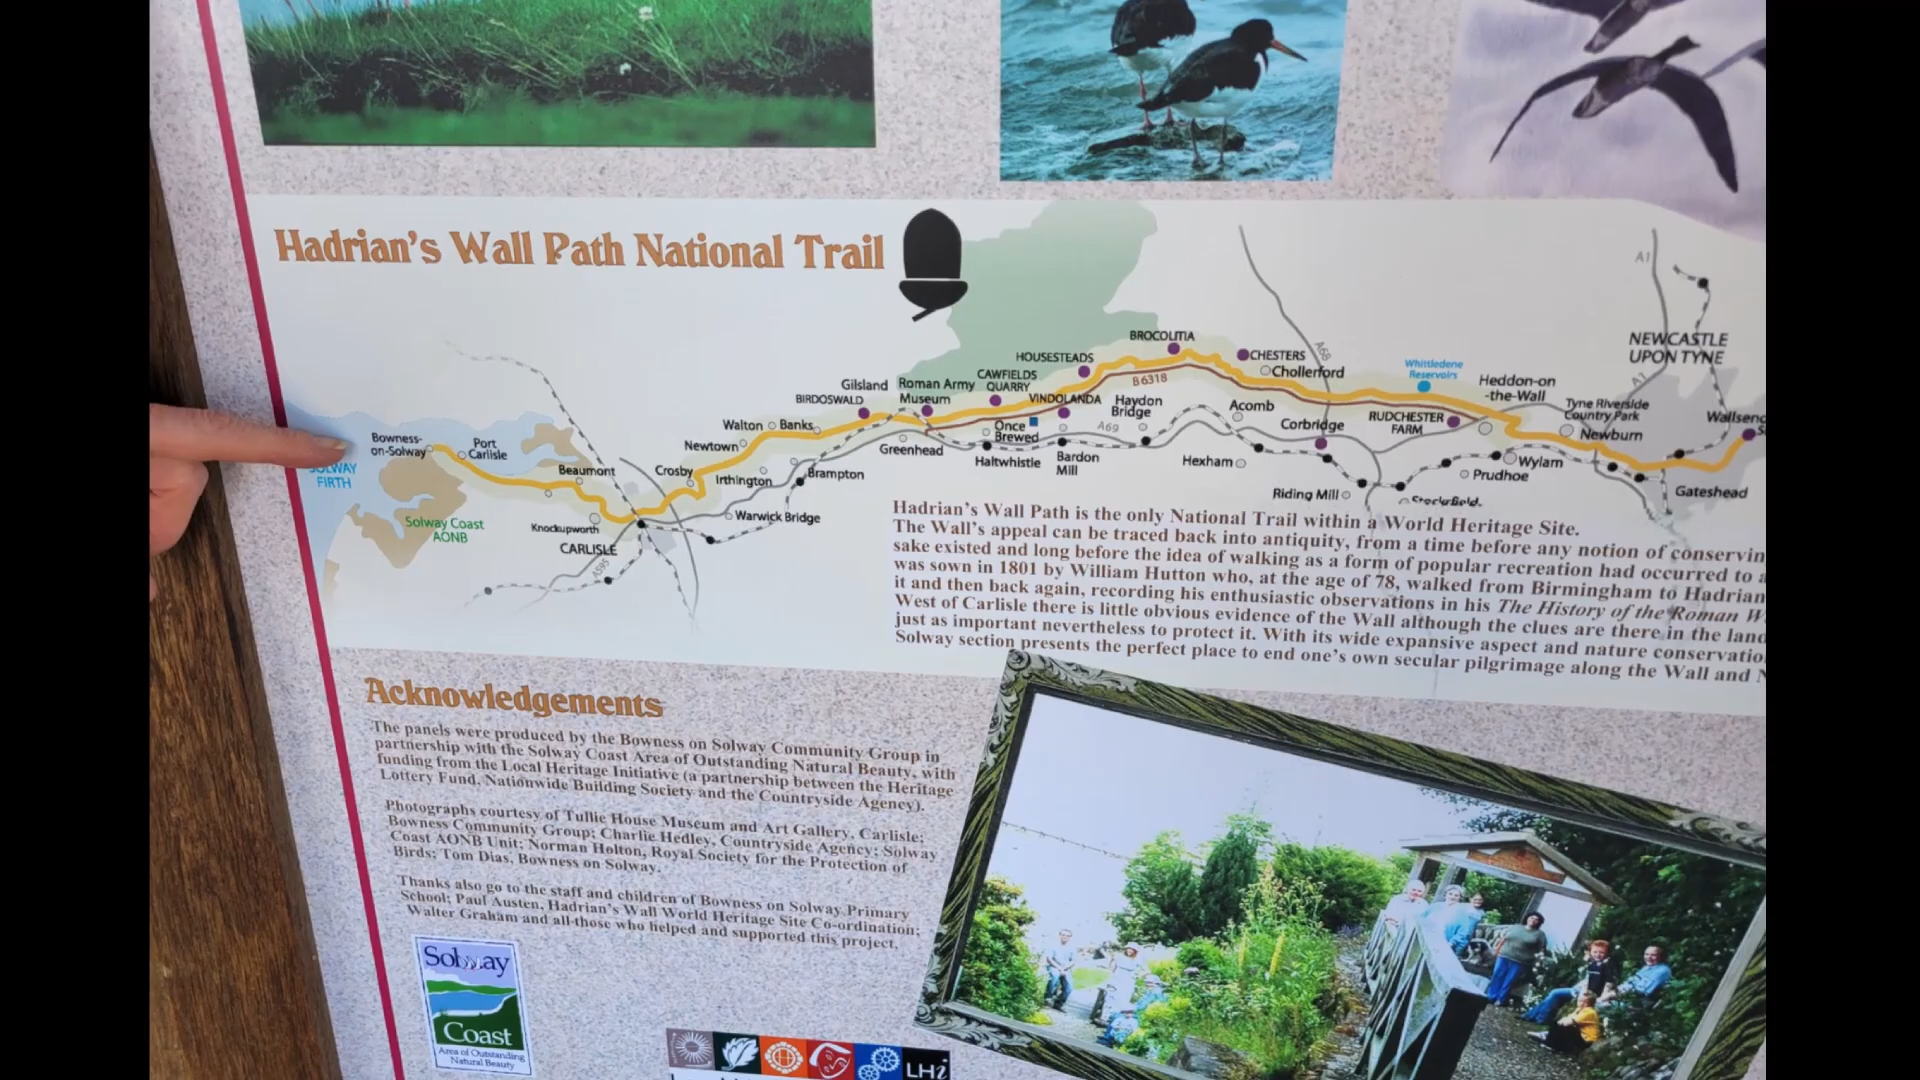 Hadrian's Wall Path National Trail
A1
NEWCASTLE
UPON TYNE
BROCOLITIA
A68
HOUSESTEADS
CHESTERS
Chollerford
B6318
Whittledene
Reservoirs
A1
CAWFIELDS
QUARRY
Gilsland
Roman Army
Museum
BIRDOSWALD
VINDOLANDA
Haydon
Bridge
Acomb
Heddon-on
-the-Wall
Tyne Riverside
Country Park
RUDCHESTER
FARM
Corbridge
Walton
Banks
Once
Brewed
A69
Newburn
Newtown
Greenhead
Bowness-
on-Solway
Port
Carlisle
Haltwhistle
Bardon
Mill
Hexham
Wylam
Prudhoe
Beaumont
Crosby
Irthington
Brampton
SOLWAY
FIRTH
Riding Mill
Gateshead
Solway Coast
AONB
Knockupworth
Warwick Bridge
CARLISLE
A595
Hadrian's Wall Path is the only National Trail within a World Heritage Site.
The Wall's appeal can be traced back into antiquity, from a time before any notion of conservin
sake existed and long before the idea of walking as a form of popular recreation had occurred to
was sown in 1801 by William Hutton who, at the age of 78, walked from Birmingham to Hadrian
it and then back again, recording his enthusiastic observations in his The History of the Roman W
West of Carlisle there is little obvious evidence of the Wall although the clues are there in the land
just as important nevertheless to protect it. With its wide expansive aspect and nature conservatio
Solway section presents the perfect place to end one's own secular pilgrimage along the Wall and
Acknowledgements
The panels were produced by the Bowness on Solway Community Group in
partnership with the Solway Coast Area of Outstanding Natural Beauty, with
funding from the Local Heritage Initiative (a partnership between the Heritage
Lottery Fund, Nationwide Building Society and the Countryside Agency).
Photographs courtesy of Tullie House Museum and Art Gallery, Carlisle;
Bowness Community Group; Charlie Hedley, Countryside Agency; Solway
Coast AONB Unit; Norman Holton, Royal Society for the Protection of
Birds; Tom Dias, Bowness on Solway.
Thanks also go to the staff and children of Bowness on Solway Primary
School; Paul Austen, Hadrian's Wall World Heritage Site Co-ordination;
Walter Graham and all those who helped and supported this project.
Solway
Coast
Area of Outstanding
Natural Beauty
LHi